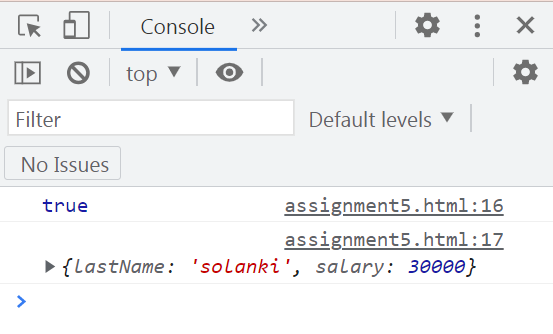 Console
top
Filter Default levels
No Issues
true assignment5.html:16
assignment5.html:17
{lastName: 'solanki', salary: 30000}